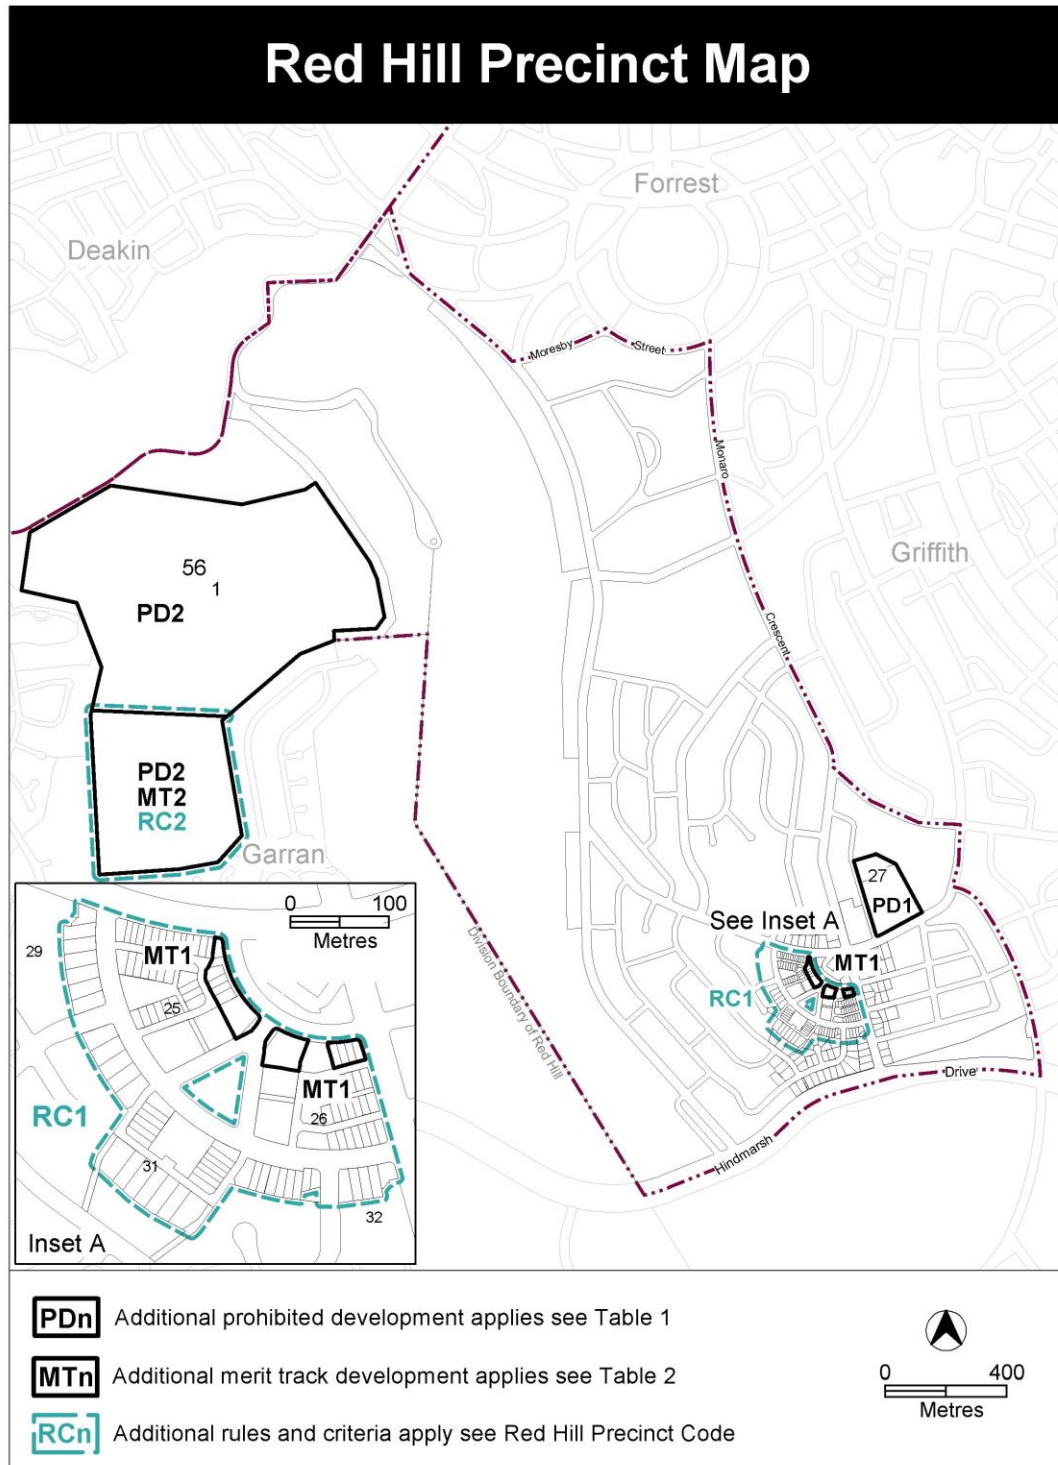 Red Hill Precinct Map
Forrest
Deakin
Moresby
Street
Monaro
Griffith
56
1
PD2
Crescent
PD2
MT2
RC2
Garran
27
PD1
See Inset A
MT1
RC1
Division Boundary of Red Hill
Drive
Hindmarsh
0 100
Metres
29
MT1
25
MT1
26
RC1
31
32
Inset A
PDn Additional prohibited development applies see Table 1
MTn Additional merit track development applies see Table 2
RCn Additional rules and criteria apply see Red Hill Precinct Code
0 400
Metres